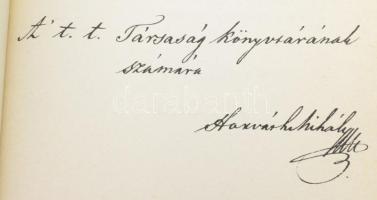 A' t. t. Társaság könyvtárának
számára
Horváth Mihály